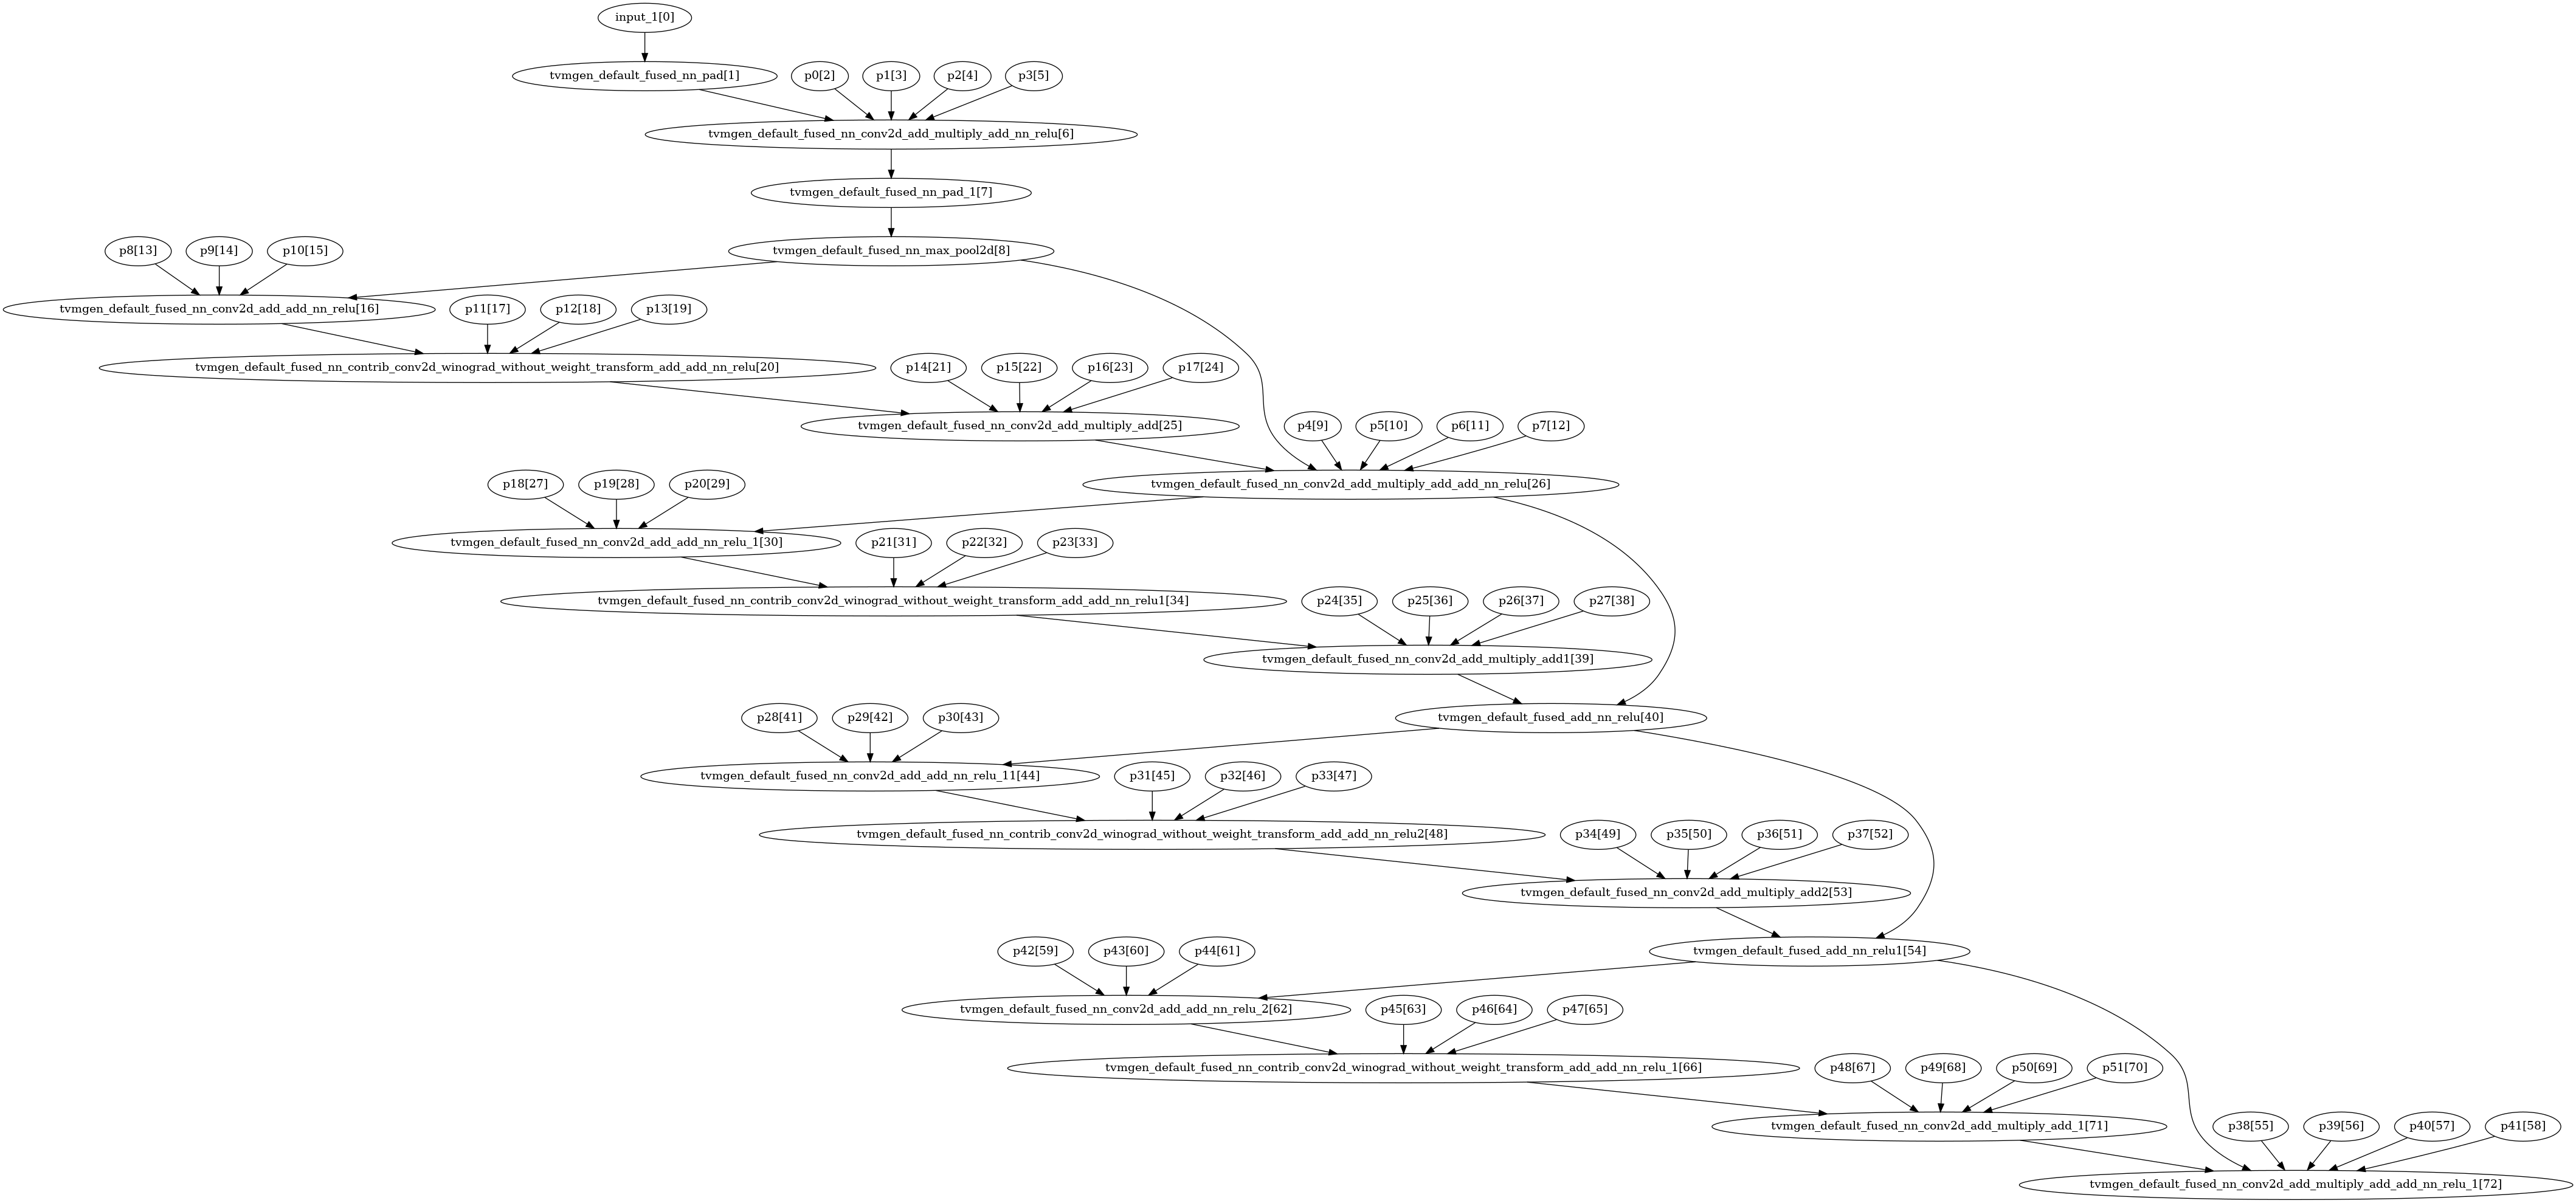 input_1[0]
tvmgen_default_fused_nn_pad[1]
p0[2]
p1[3]
p2[4]
p3[5]
tvmgen_default_fused_nn_conv2d_add_multiply_add_nn_relu[6]
tvmgen_default_fused_nn_pad_1[7]
p8[13]
p9[14]
p10[15]
tvmgen_default_fused_nn_max_pool2d[8]
tvmgen_default_fused_nn_conv2d_add_add_nn_relu[16]
p11[17]
p12[18]
p13[19]
tvmgen_default_fused_nn_contrib_conv2d_winograd_without_weight_transform_add_add_nn_relu[20]
p14[21]
p15[22]
p16[23]
p17[24]
tvmgen_default_fused_nn_conv2d_add_multiply_add[25]
p4[9]
p5[10]
p6[11]
p7[12]
p18[27]
p19[28]
p20[29]
tvmgen_default_fused_nn_conv2d_add_multiply_add_add_nn_relu[26]
tvmgen_default_fused_nn_conv2d_add_add_nn_relu_1[30]
p21[31]
p22[32]
p23[33]
tvmgen_default_fused_nn_contrib_conv2d_winograd_without_weight_transform_add_add_nn_relu1[34]
p24[35]
p25[36]
p26[37]
p27[38]
tvmgen_default_fused_nn_conv2d_add_multiply_add1[39]
p28[41]
p29[42]
p30[43]
tvmgen_default_fused_add_nn_relu[40]
tvmgen_default_fused_nn_conv2d_add_add_nn_relu_11[44]
p31[45]
p32[46]
p33[47]
tvmgen_default_fused_nn_contrib_conv2d_winograd_without_weight_transform_add_add_nn_relu2[48]
p34[49]
p35[50]
p36[51]
p37[52]
tvmgen_default_fused_nn_conv2d_add_multiply_add2[53]
p42[59]
p43[60]
p44[61]
tvmgen_default_fused_add_nn_relu1[54]
tvmgen_default_fused_nn_conv2d_add_add_nn_relu_2[62]
p45[63]
p46[64]
p47[65]
tvmgen_default_fused_nn_contrib_conv2d_winograd_without_weight_transform_add_add_nn_relu_1[66]
p48[67]
p49[68]
p50[69]
p51[70]
tvmgen_default_fused_nn_conv2d_add_multiply_add_1[71]
p38[55]
p39[56]
p40[57]
p41[58]
tvmgen_default_fused_nn_conv2d_add_multiply_add_add_nn_relu_1[72]